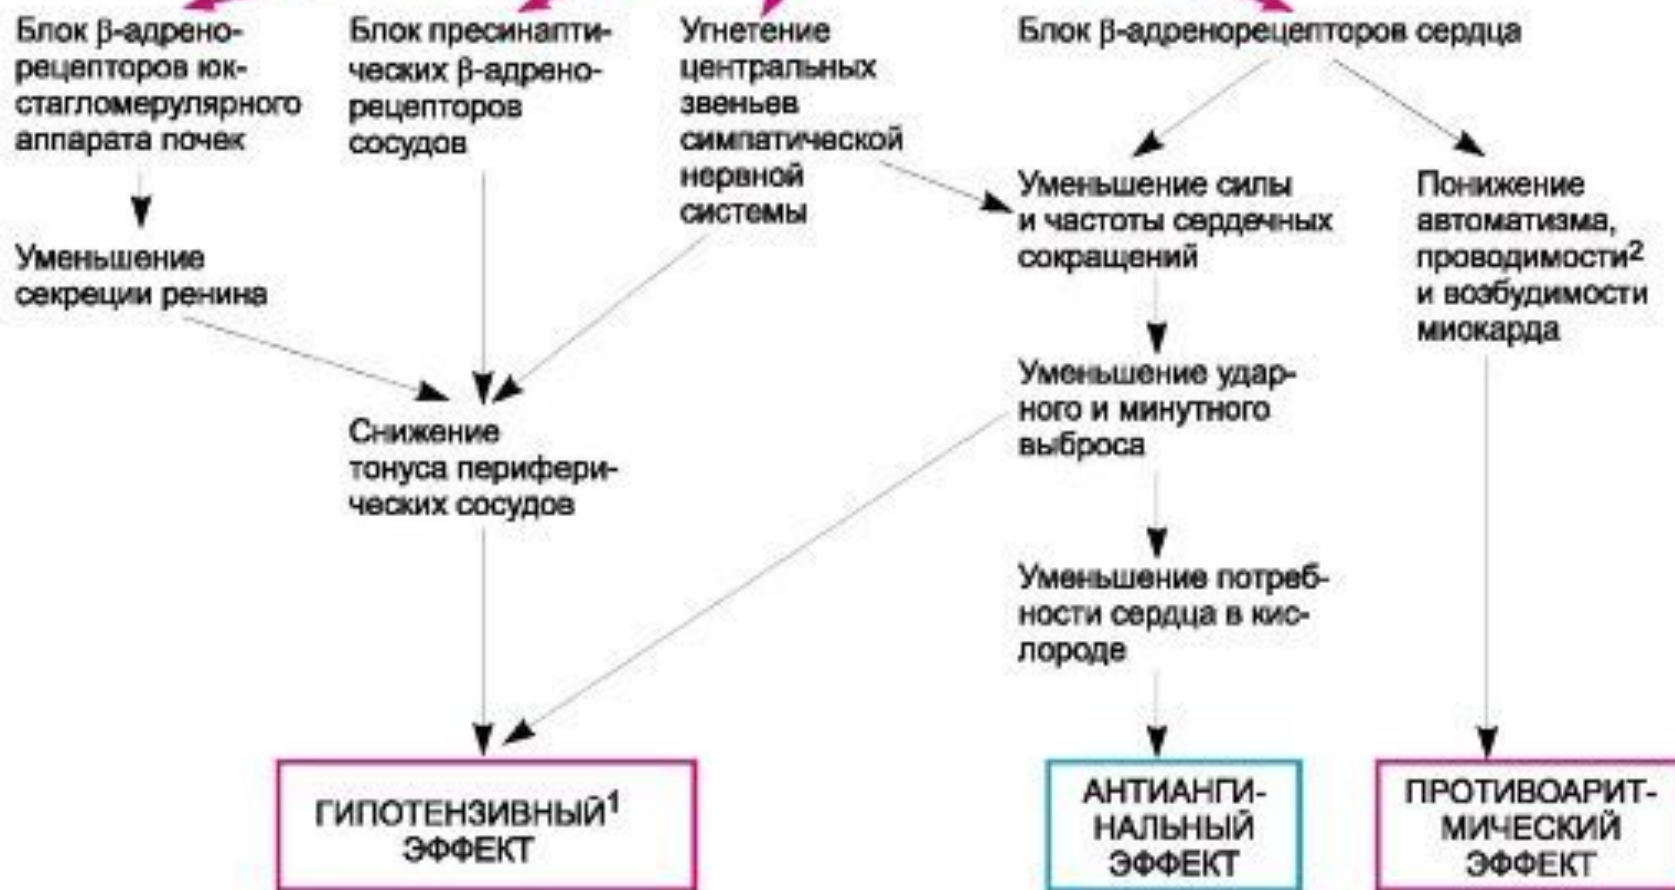 Блок β-адрено-
рецепторов юк-
стагломерулярного
аппарата почек
Блок пресинапти-
ческих β-адрено-
рецепторов
сосудов
Угнетение
центральных
звеньев
симпатической
нервной
системы
Блок β-адренорецепторов сердца
Уменьшение
секреции ренина
Уменьшение силы
и частоты сердечных
сокращений
Понижение
автоматизма,
проводимости²
и возбудимости
миокарда
Снижение
тонуса перифери-
ческих сосудов
Уменьшение удар-
ного и минутного
выброса
Уменьшение потреб-
ности сердца в кис-
лороде
ГИПОТЕНЗИВНЫЙ¹
ЭФФЕКТ
АНТИАНГИ-
НАЛЬНЫЙ
ЭФФЕКТ
ПРОТИВОАРИТ-
МИЧЕСКИЙ
ЭФФЕКТ